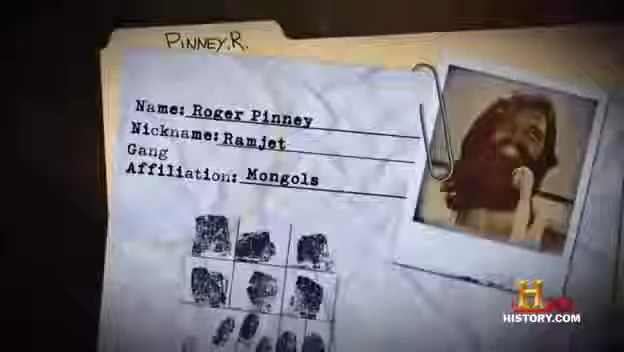 PINNEY.R.
Name: Roger Pinney
Nickname: Ramjet
Gang
Affiliation: Mongols
H
HISTORY.COM